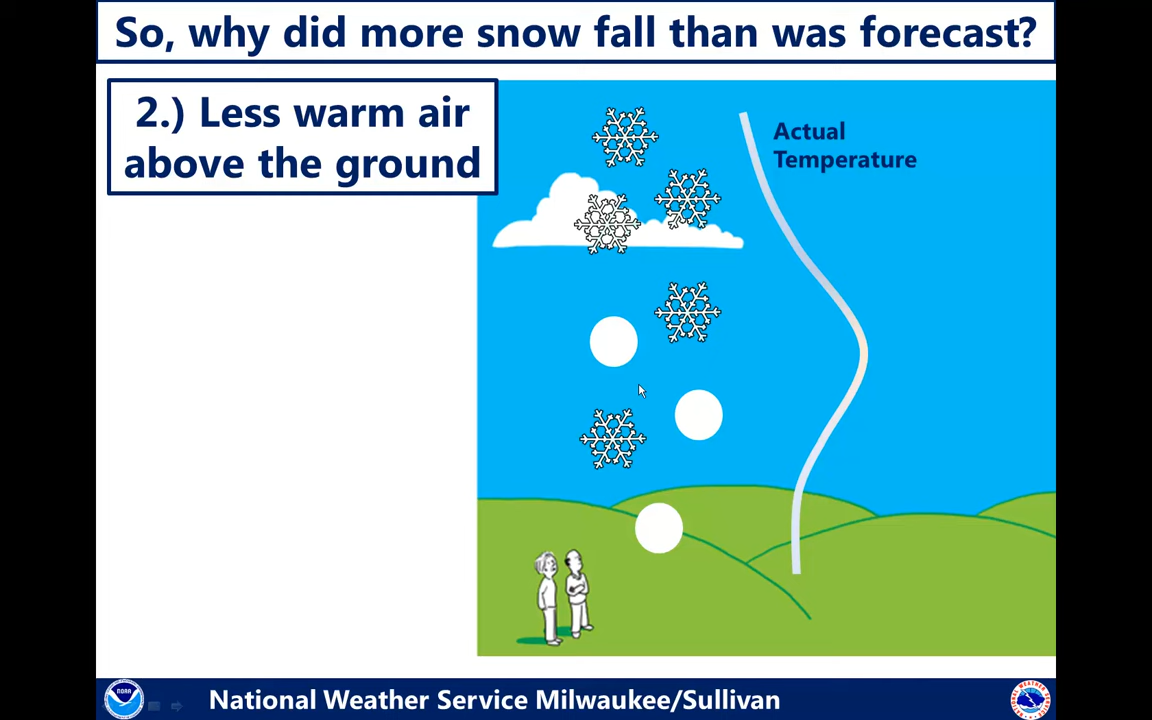 So, why did more snow fall than was forecast?
2.) Less warm air
above the ground
Actual
Temperature
NOAA
National Weather Service Milwaukee/Sullivan